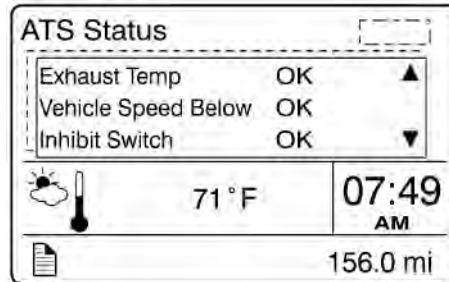 ATS Status
Exhaust Temp OK
Vehicle Speed Below OK
Inhibit Switch OK
71°F
07:49
AM
156.0 mi